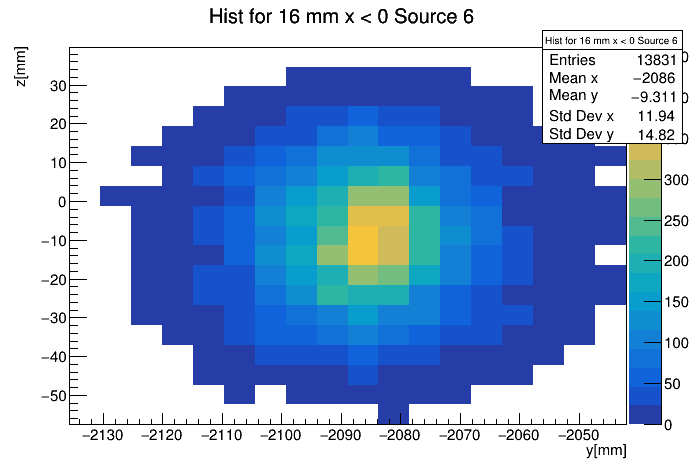 Hist for 16 mm x < 0 Source 6
z[mm]
Hist for 16 mm x < 0 Source 6
Entries 13831
Mean x −2086
Mean y −9.311
Std Dev x 11.94
Std Dev y 14.82
30
20
10
0
−10
−20
−30
−40
−50
300
250
200
150
100
50
0
−2130 −2120 −2110 −2100 −2090 −2080 −2070 −2060 −2050
y[mm]